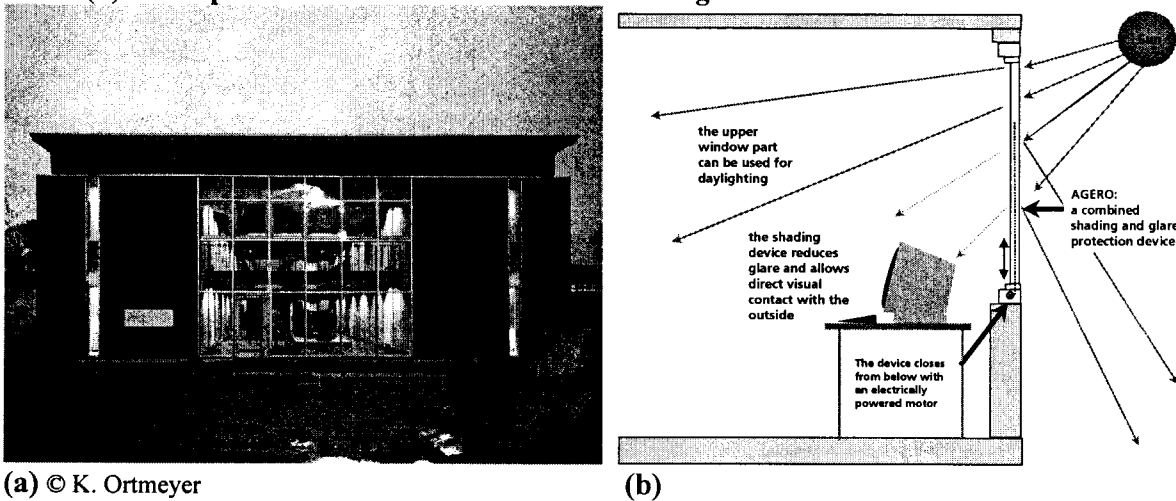 (a) © K. Ortmeyer
the upper
window part
can be used for
daylighting
the shading
device reduces
glare and allows
direct visual
contact with the
outside
AGERO:
a combined
shading and glare
protection device
The device closes
from below with
an electrically
powered motor
(b)